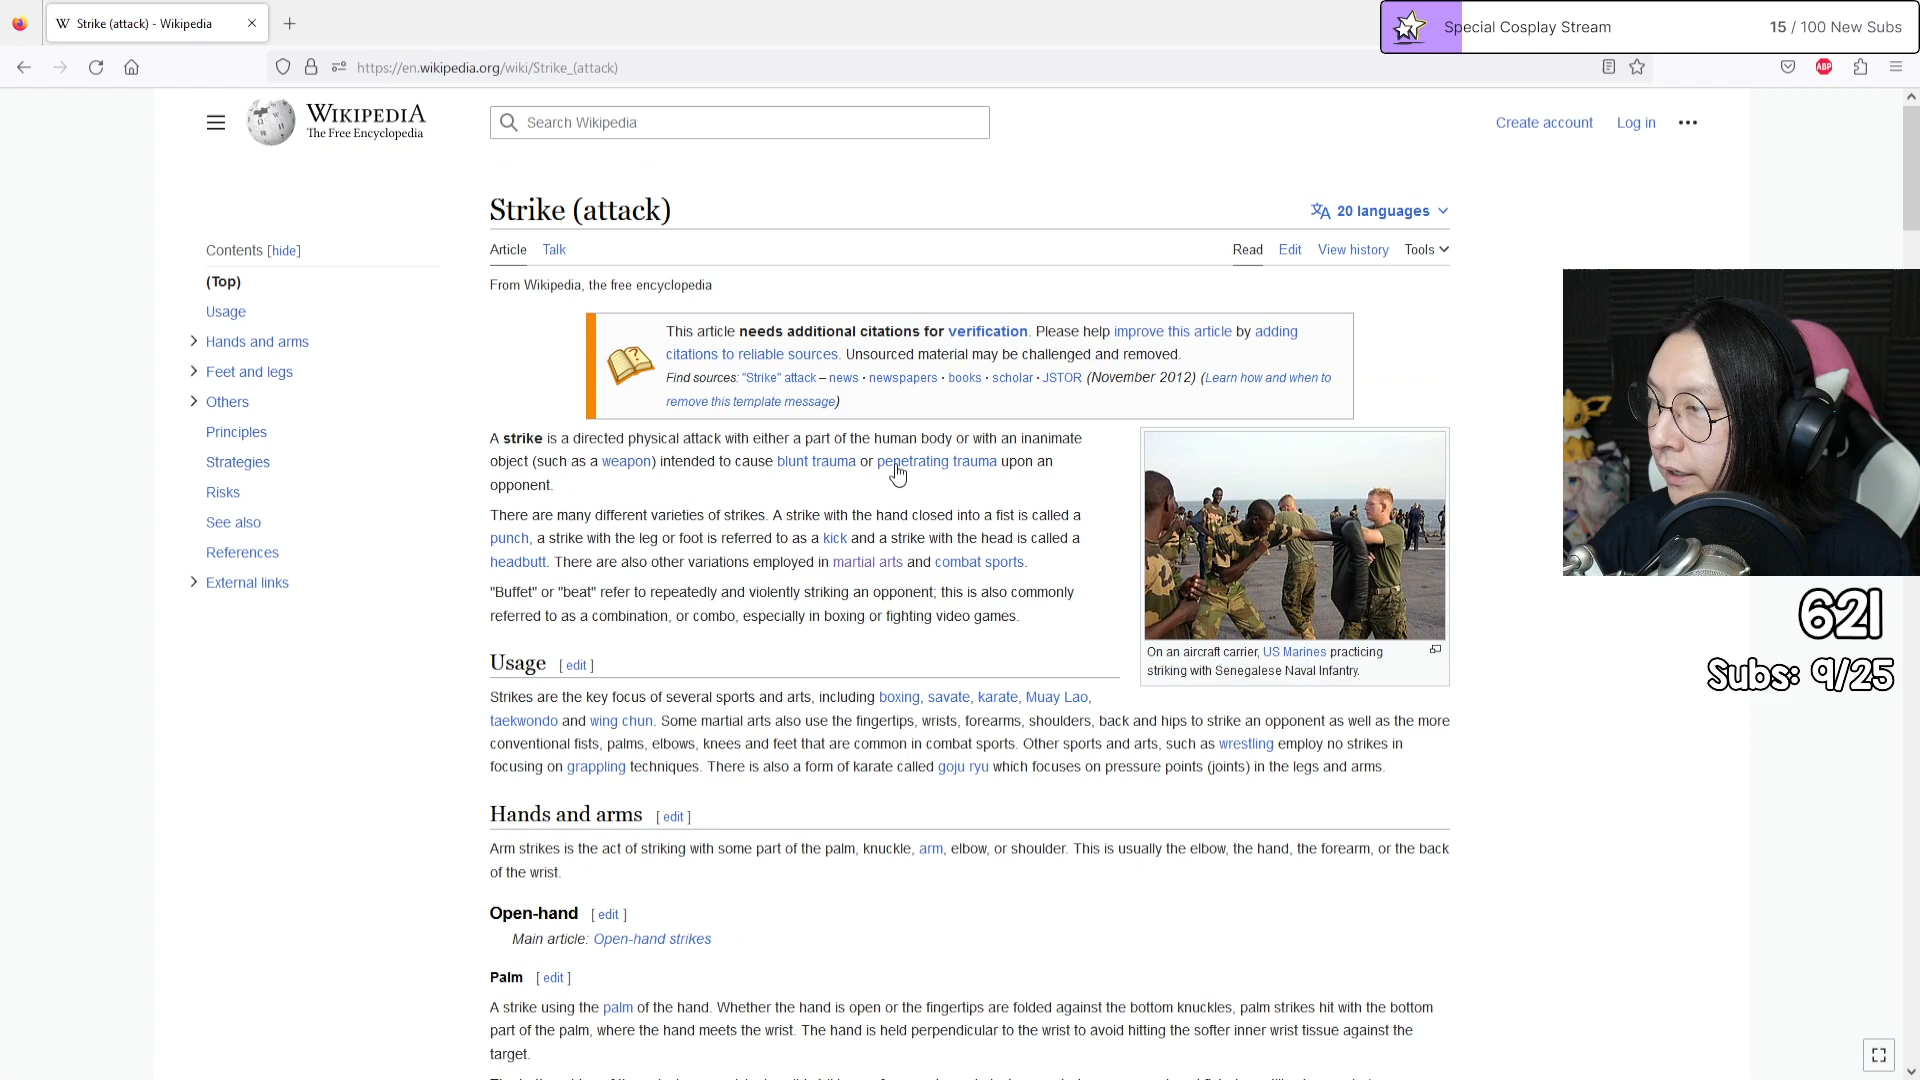 Strike (attack) - Wikipedia
Special Cosplay Stream
15 / 100 New Subs
https://en.wikipedia.org/wiki/Strike_(attack)
ABP
WIKIPEDIA
The Free Encyclopedia
Search Wikipedia
Create account
Log in
Strike (attack)
20 languages
Contents [hide]
(Top)
Usage
Hands and arms
Feet and legs
Others
Principles
Strategies
Risks
See also
References
External links
Article Talk
Read Edit View history Tools
From Wikipedia, the free encyclopedia
This article needs additional citations for verification. Please help improve this article by adding
citations to reliable sources. Unsourced material may be challenged and removed.
Find sources: "Strike" attack – news · newspapers · books · scholar · JSTOR (November 2012) (Learn how and when to
remove this template message)
A strike is a directed physical attack with either a part of the human body or with an inanimate
object (such as a weapon) intended to cause blunt trauma or penetrating trauma upon an
opponent.
There are many different varieties of strikes. A strike with the hand closed into a fist is called a
punch, a strike with the leg or foot is referred to as a kick and a strike with the head is called a
headbutt. There are also other variations employed in martial arts and combat sports.
"Buffet" or "beat" refer to repeatedly and violently striking an opponent; this is also commonly
referred to as a combination, or combo, especially in boxing or fighting video games.
On an aircraft carrier, US Marines practicing
striking with Senegalese Naval Infantry.
Usage [ edit ]
Strikes are the key focus of several sports and arts, including boxing, savate, karate, Muay Lao,
taekwondo and wing chun. Some martial arts also use the fingertips, wrists, forearms, shoulders, back and hips to strike an opponent as well as the more
conventional fists, palms, elbows, knees and feet that are common in combat sports. Other sports and arts, such as wrestling employ no strikes in
focusing on grappling techniques. There is also a form of karate called goju ryu which focuses on pressure points (joints) in the legs and arms.
Hands and arms [ edit ]
Arm strikes is the act of striking with some part of the palm, knuckle, arm, elbow, or shoulder. This is usually the elbow, the hand, the forearm, or the back
of the wrist.
Open-hand [ edit ]
Main article: Open-hand strikes
Palm [ edit ]
A strike using the palm of the hand. Whether the hand is open or the fingertips are folded against the bottom knuckles, palm strikes hit with the bottom
part of the palm, where the hand meets the wrist. The hand is held perpendicular to the wrist to avoid hitting the softer inner wrist tissue against the
target.
621
Subs: 9/25